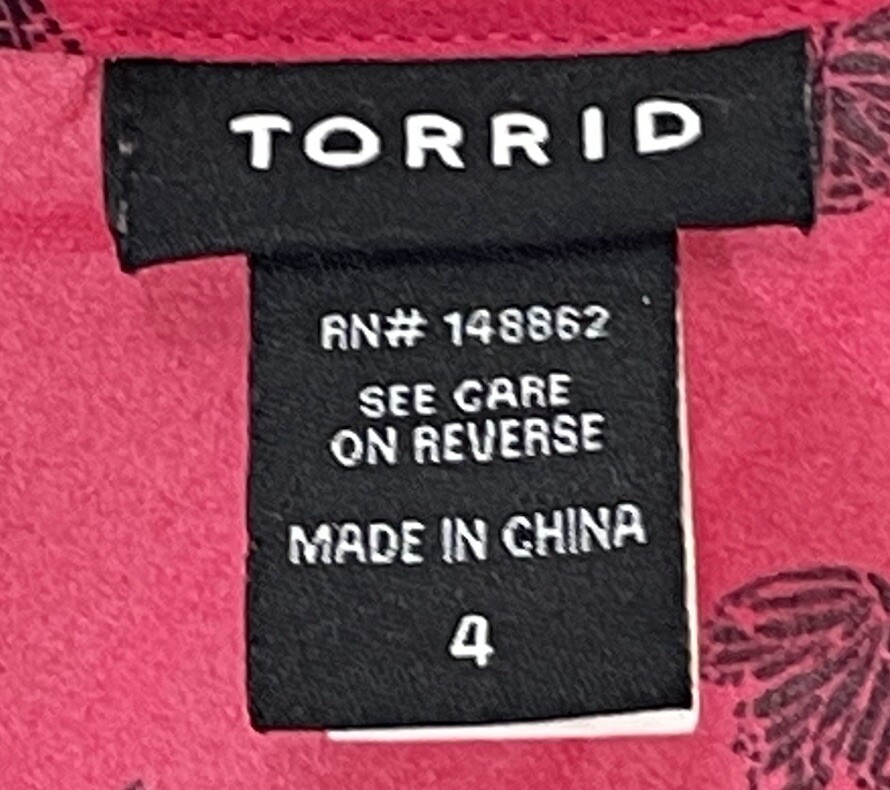 TORRID
RN# 148862
SEE CARE
ON REVERSE
MADE IN CHINA
4